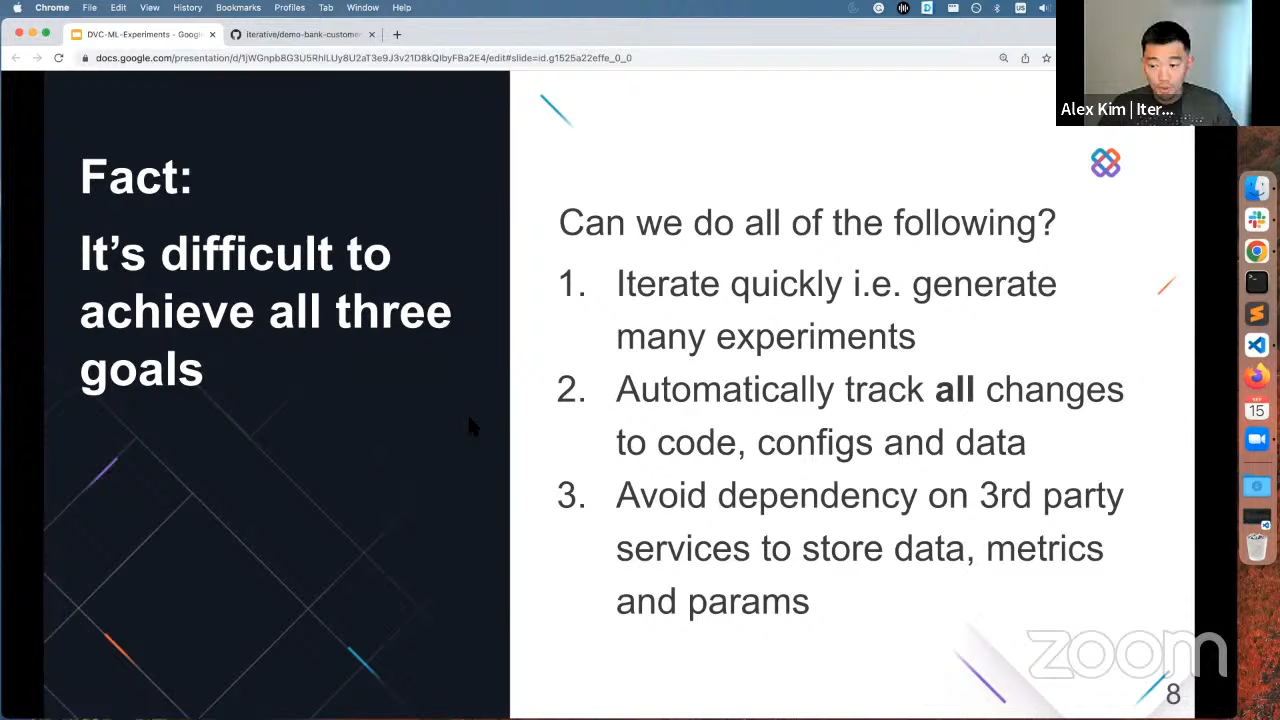 Chrome File Edit View History Bookmarks Profiles Tab Window Help
DVC-ML-Experiments - Googl
iterative/demo-bank-custome
docs.google.com/presentation/d/1jWGnpb8G3U5RhlLUy8U2aT3e9J3v21D8kQIbyFBa2E4/edit#slide=id.g1525a22effe_0_0
US
Alex Kim | Iter...
Fact:
It’s difficult to
achieve all three
goals
Can we do all of the following?
1. Iterate quickly i.e. generate
many experiments
2. Automatically track all changes
to code, configs and data
3. Avoid dependency on 3rd party
services to store data, metrics
and params
SEP
15
zoom
8